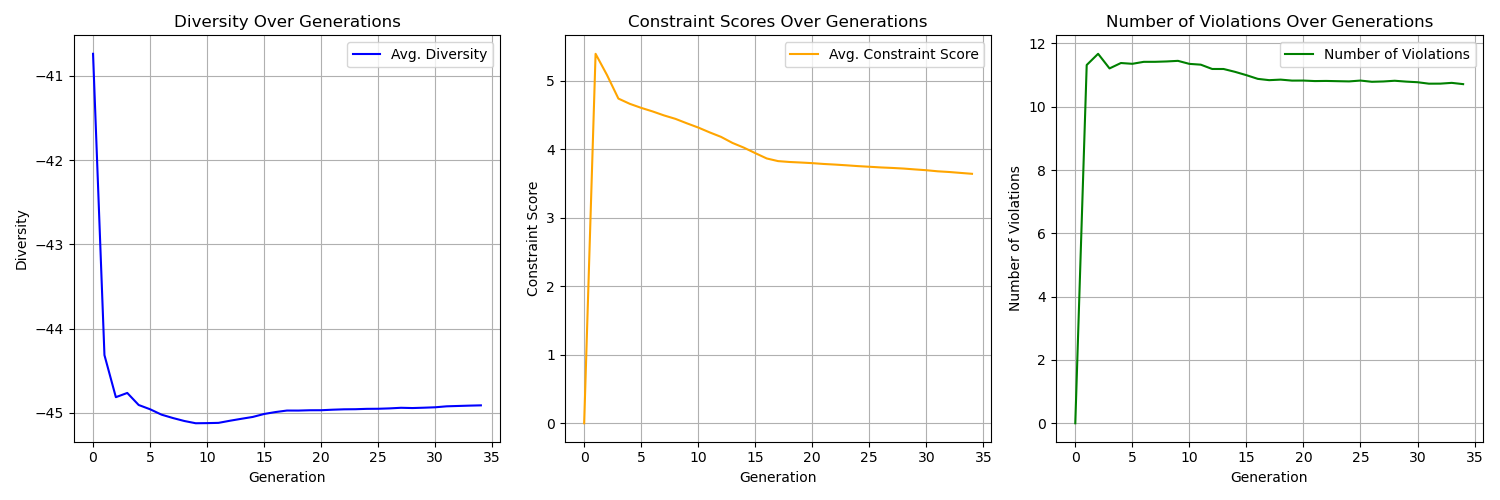 Diversity Over Generations
Avg. Diversity
Diversity
−41
−42
−43
−44
−45
0 5 10 15 20 25 30 35
Generation
Constraint Scores Over Generations
Avg. Constraint Score
Constraint Score
5
4
3
2
1
0
0 5 10 15 20 25 30 35
Generation
Number of Violations Over Generations
Number of Violations
Number of Violations
12
10
8
6
4
2
0
0 5 10 15 20 25 30 35
Generation